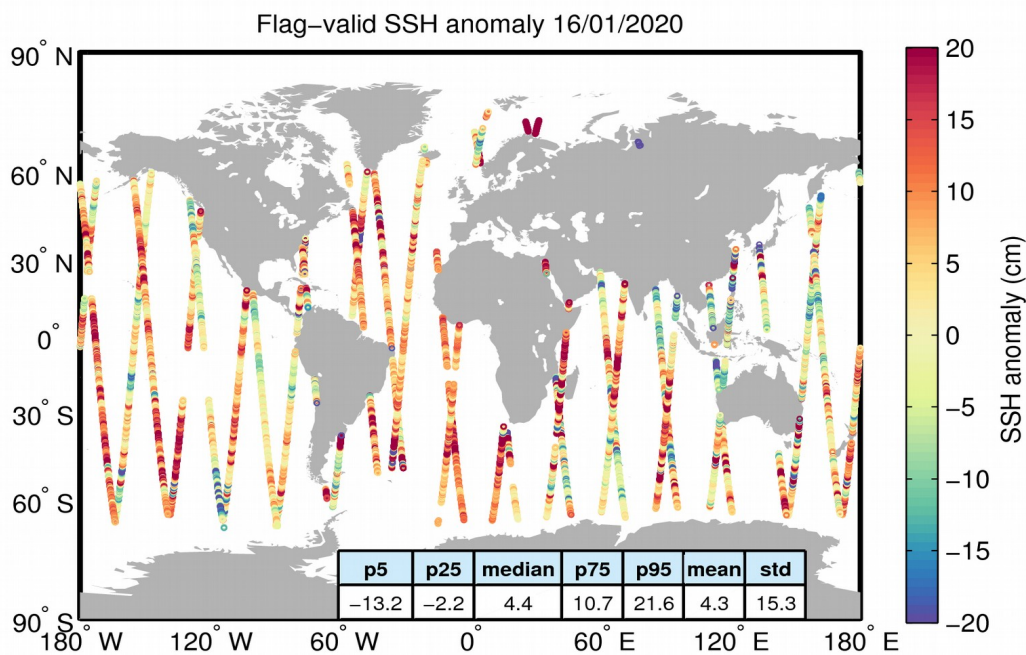 Flag−valid SSH anomaly 16/01/2020
90° N
60° N
30° N
0°
30° S
60° S
90° S
180° W
120° W
60° W
0°
60° E
120° E
180° E
p5 p25 median p75 p95 mean std
−13.2 −2.2 4.4 10.7 21.6 4.3 15.3
20
15
10
5
0
−5
−10
−15
−20
SSH anomaly (cm)